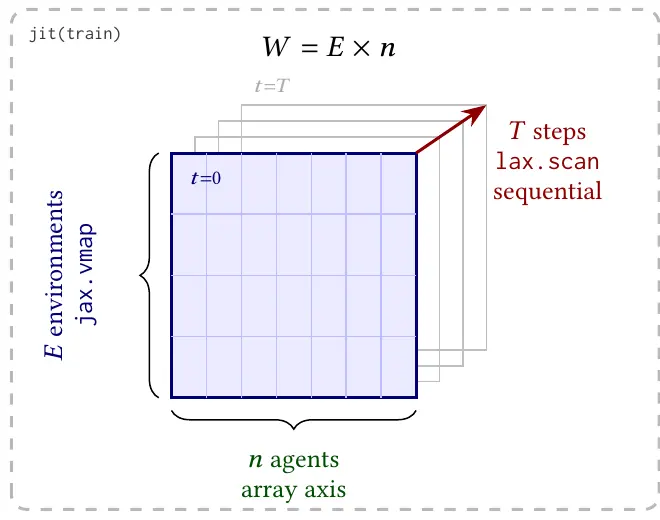 jit(train)
W = E × n
t=T
T steps
lax.scan
sequential
t=0
E environments
jax.vmap
n agents
array axis